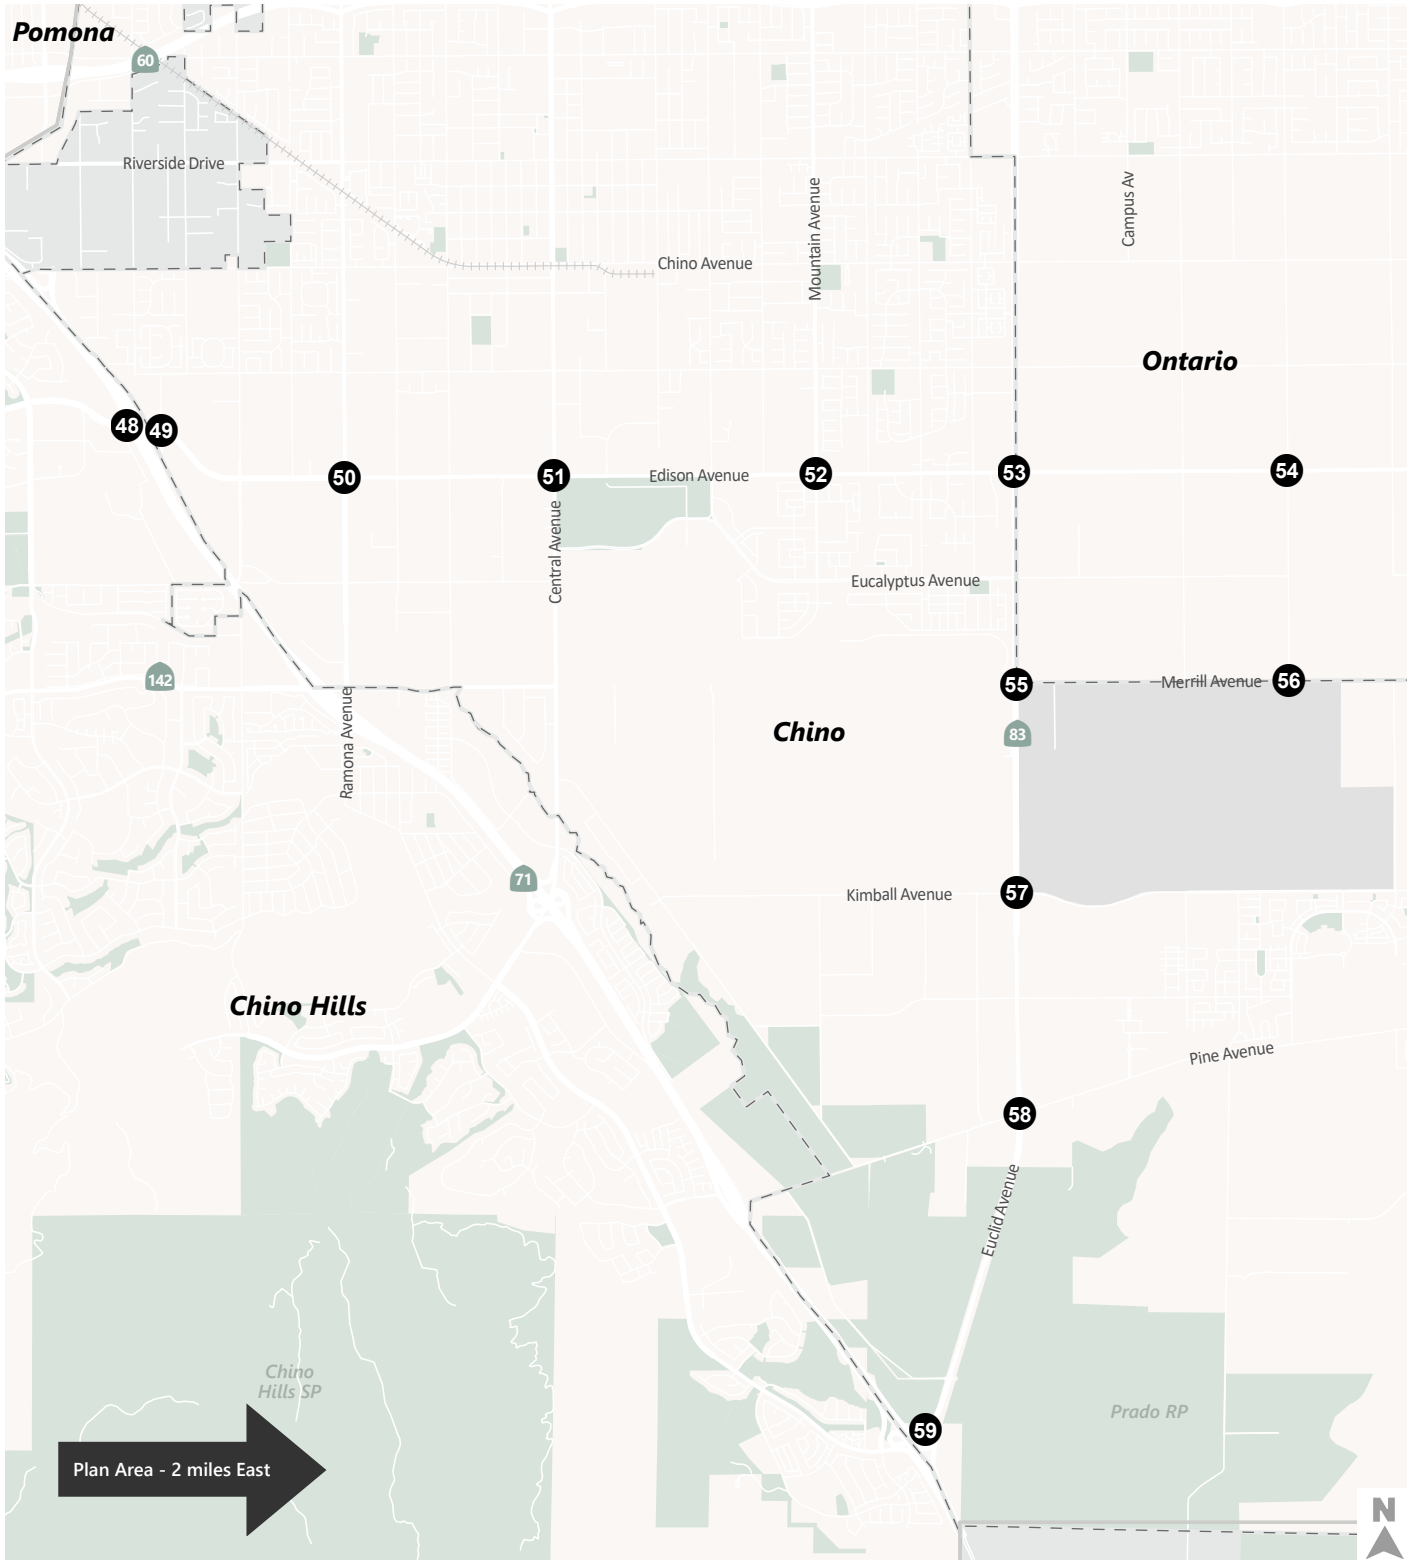 Pomona
60
Riverside Drive
Mountain Avenue
Campus Av
Chino Avenue
Ontario
48
49
50
51
Edison Avenue
52
53
54
Central Avenue
Eucalyptus Avenue
142
Ramona Avenue
55
Merrill Avenue
56
Chino
83
71
Kimball Avenue
57
Chino Hills
Pine Avenue
58
Euclid Avenue
Chino
Hills SP
Prado RP
59
Plan Area - 2 miles East
N